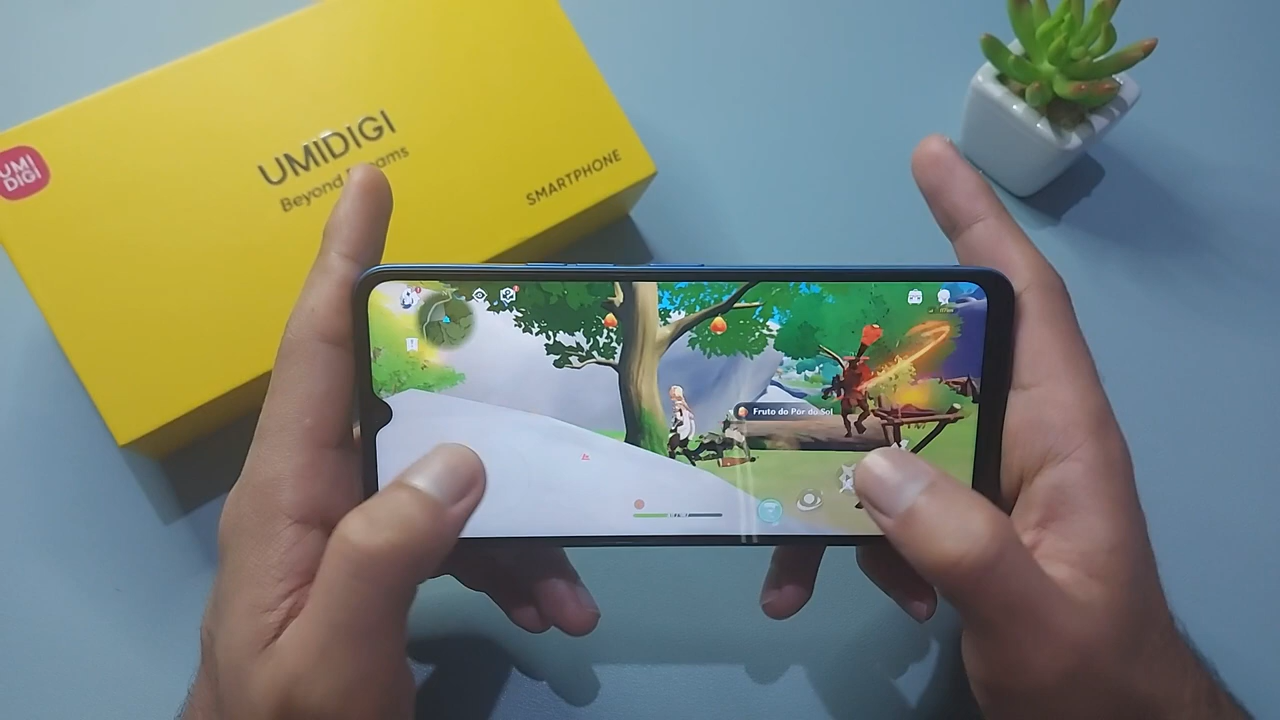 UMI
DIGI
UMIDIGI
Beyond
SMARTPHONE
Fruto do Pôr do Sol